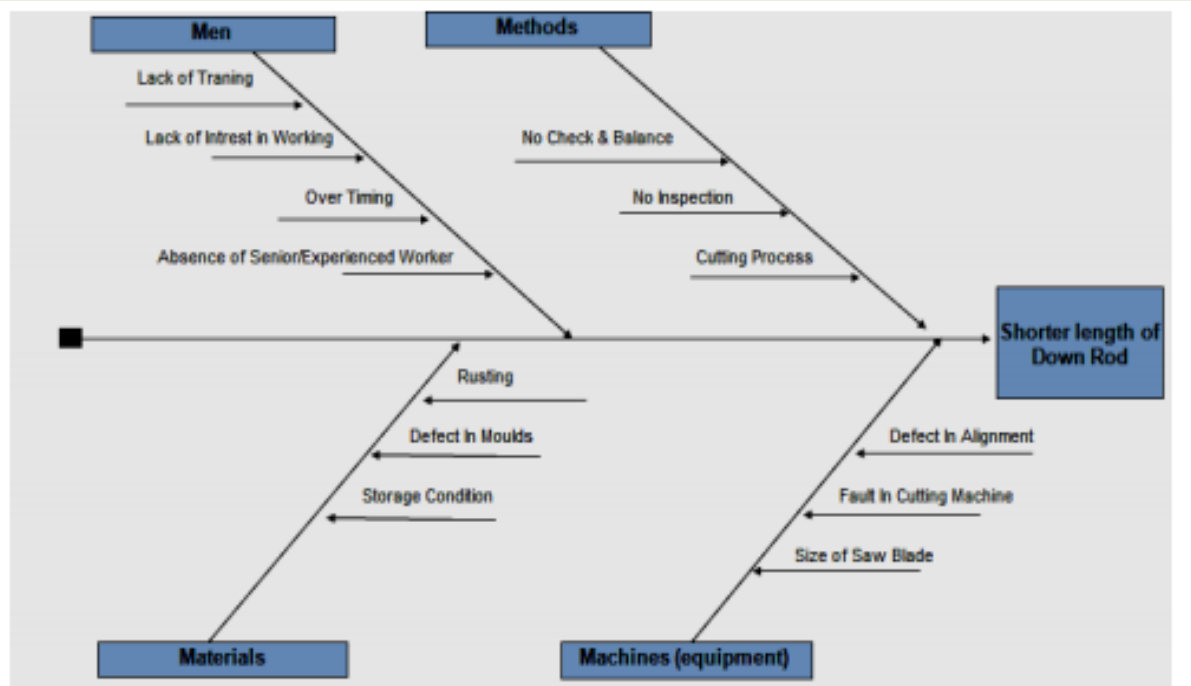 Men
Methods
Lack of Traning
Lack of Intrest in Working
Over Timing
Absence of Senior/Experienced Worker
No Check & Balance
No Inspection
Cutting Process
Shorter length of
Down Rod
Rusting
Defect In Moulds
Storage Condition
Defect In Alignment
Fault In Cutting Machine
Size of Saw Blade
Materials
Machines (equipment)